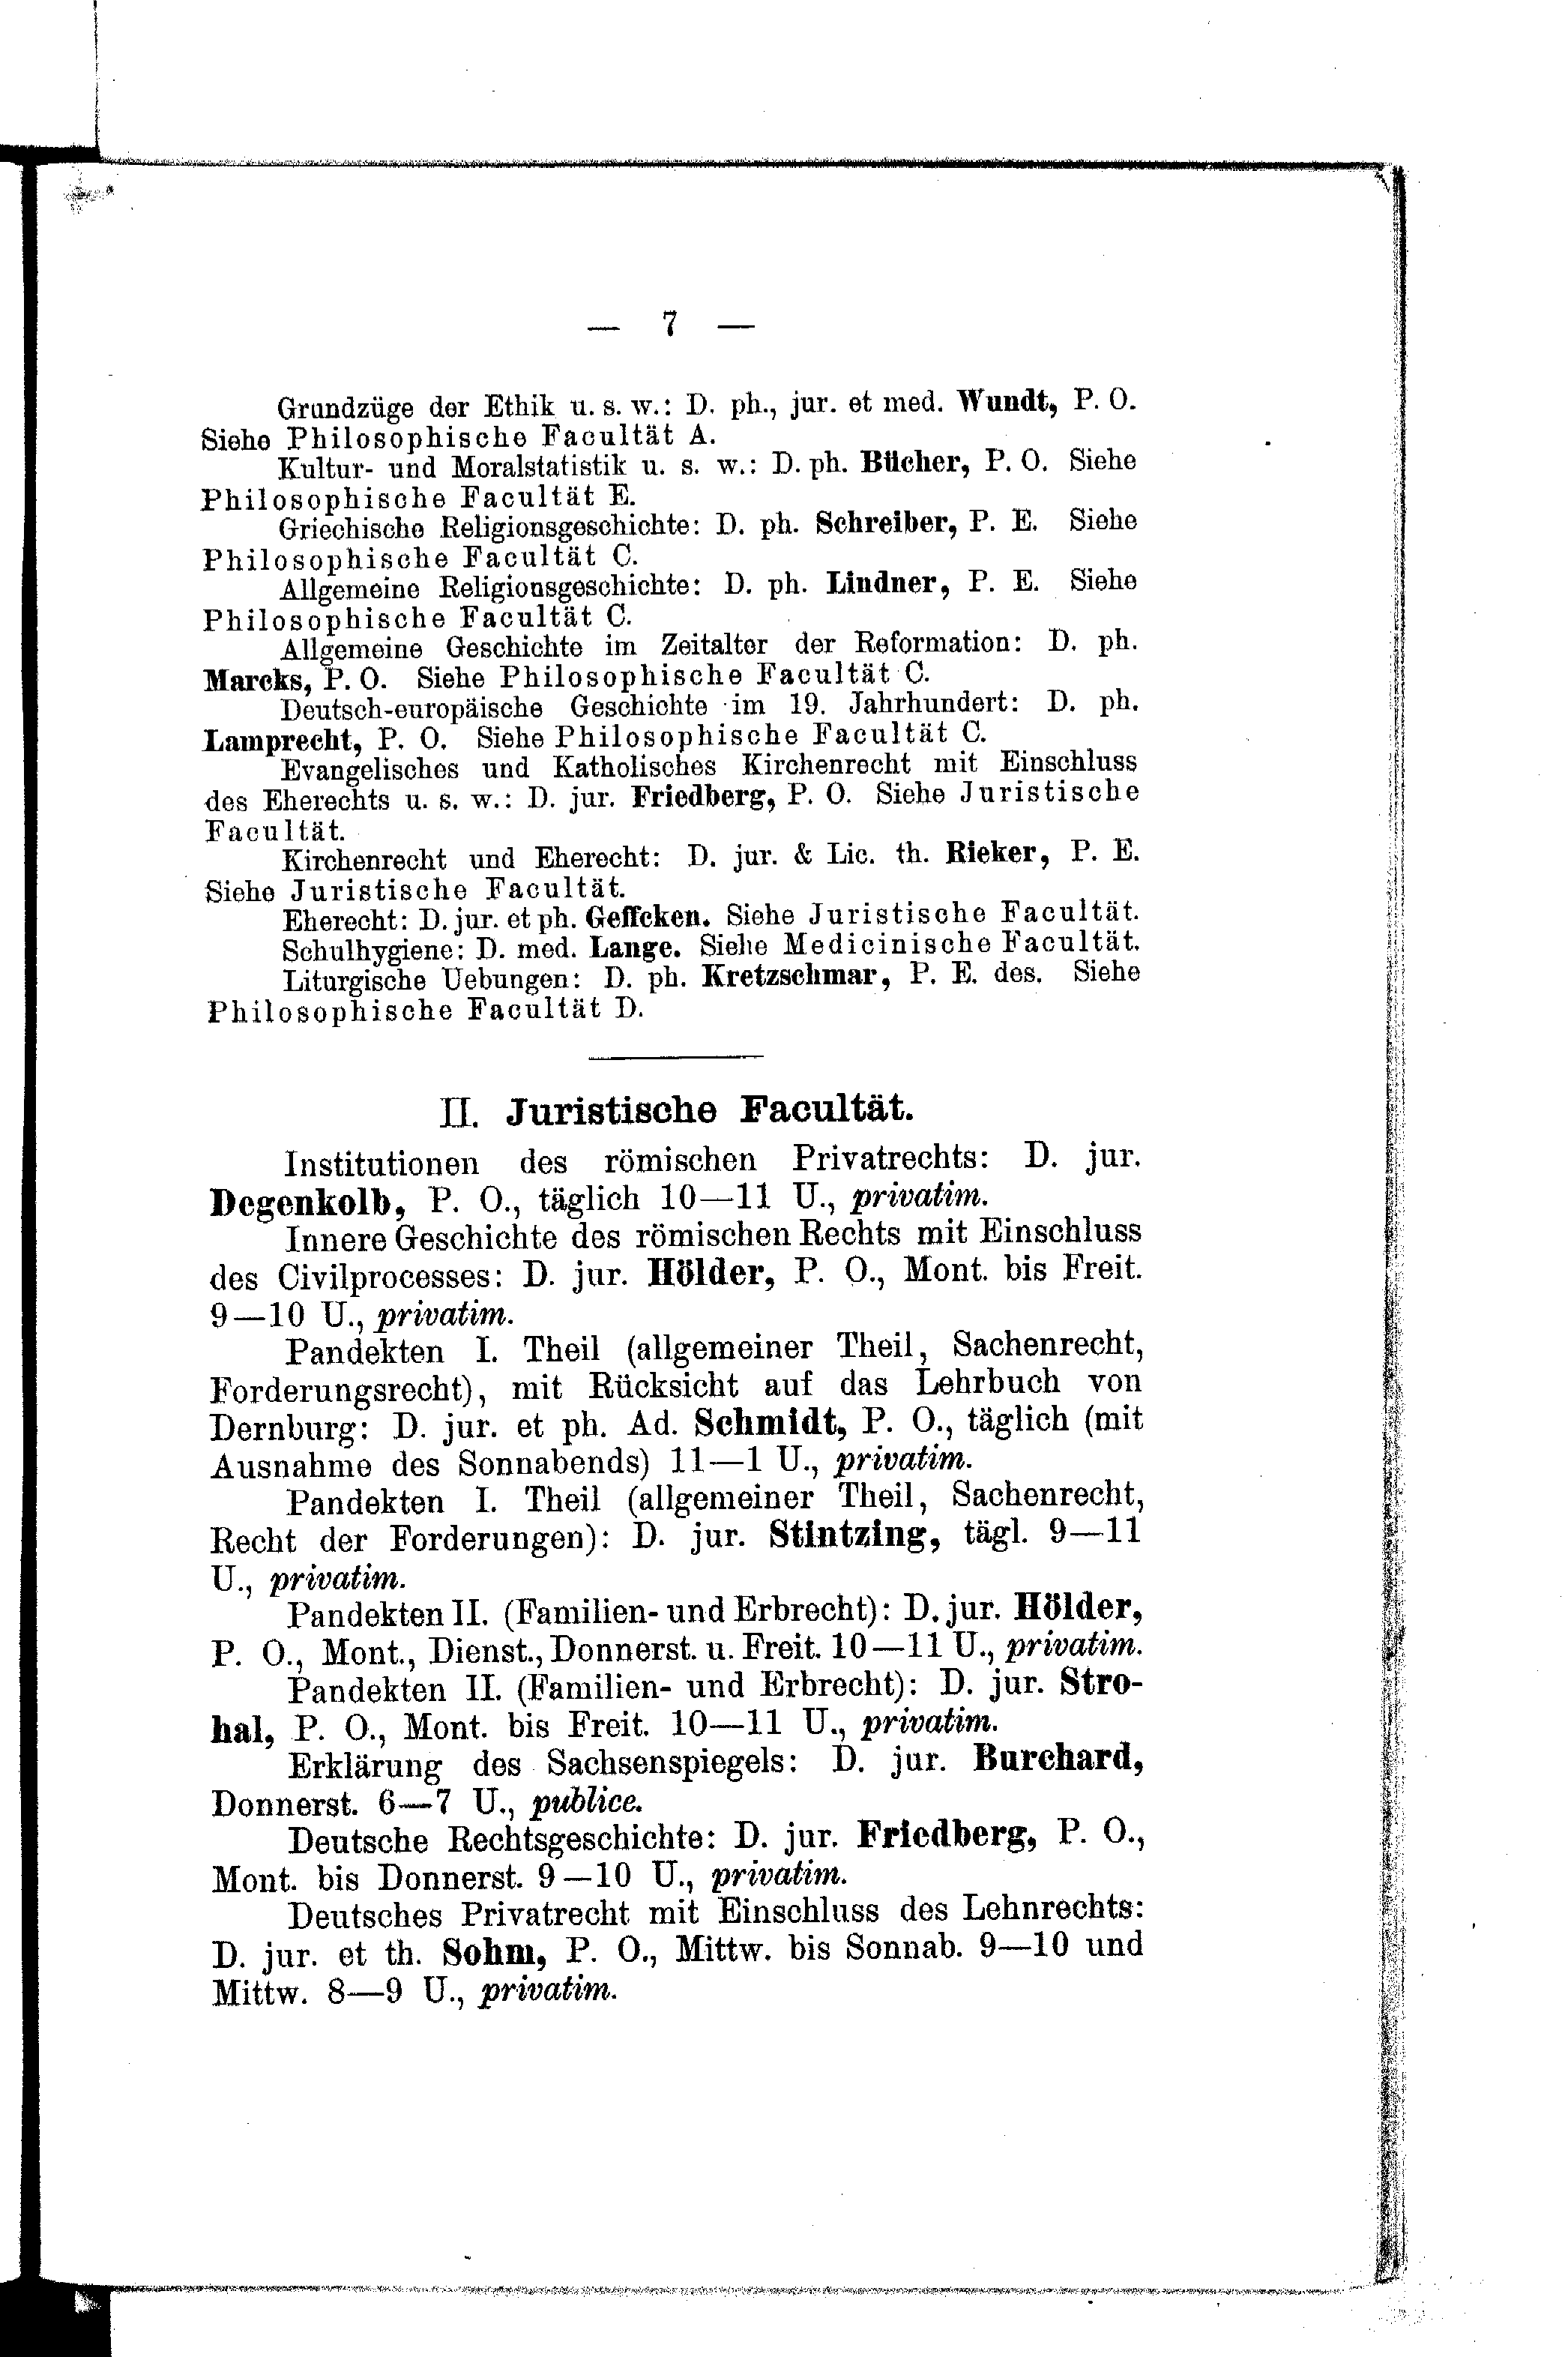 — 7 —
Grundzüge der Ethik u. s. w.: D. ph., jur. et med. Wundt, P. O.
Siehe Philosophische Facultät A.
Kultur- und Moralstatistik u. s. w.: D. ph. Bücher, P. O. Siehe
Philosophische Facultät E.
Griechische Religionsgeschichte: D. ph. Schreiber, P. E. Siehe
Philosophische Facultät C.
Allgemeine Religionsgeschichte: D. ph. Lindner, P. E. Siehe
Philosophische Facultät C.
Allgemeine Geschichte im Zeitalter der Reformation: D. ph.
Marcks, P. O. Siehe Philosophische Facultät C.
Deutsch-europäische Geschichte im 19. Jahrhundert: D. ph.
Lamprecht, P. O. Siehe Philosophische Facultät C.
Evangelisches und Katholisches Kirchenrecht mit Einschluss
des Eherechts u. s. w.: D. jur. Friedberg, P. O. Siehe Juristische
Facultät.
Kirchenrecht und Eherecht: D. jur. & Lic. th. Rieker, P. E.
Siehe Juristische Facultät.
Eherecht: D. jur. et ph. Geffcken. Siehe Juristische Facultät.
Schulhygiene: D. med. Lange. Siehe Medicinische Facultät.
Liturgische Uebungen: D. ph. Kretzschmar, P. E. des. Siehe
Philosophische Facultät D.
II. Juristische Facultät.
Institutionen des römischen Privatrechts: D. jur.
Degenkolb, P. O., täglich 10—11 U., privatim.
Innere Geschichte des römischen Rechts mit Einschluss
des Civilprocesses: D. jur. Hölder, P. O., Mont. bis Freit.
9—10 U., privatim.
Pandekten I. Theil (allgemeiner Theil, Sachenrecht,
Forderungsrecht), mit Rücksicht auf das Lehrbuch von
Dernburg: D. jur. et ph. Ad. Schmidt, P. O., täglich (mit
Ausnahme des Sonnabends) 11—1 U., privatim.
Pandekten I. Theil (allgemeiner Theil, Sachenrecht,
Recht der Forderungen): D. jur. Stintzing, tägl. 9—11
U., privatim.
Pandekten II. (Familien- und Erbrecht): D. jur. Hölder,
P. O., Mont., Dienst., Donnerst. u. Freit. 10—11 U., privatim.
Pandekten II. (Familien- und Erbrecht): D. jur. Stro-
hal, P. O., Mont. bis Freit. 10—11 U., privatim.
Erklärung des Sachsenspiegels: D. jur. Burchard,
Donnerst. 6—7 U., publice.
Deutsche Rechtsgeschichte: D. jur. Friedberg, P. O.,
Mont. bis Donnerst. 9—10 U., privatim.
Deutsches Privatrecht mit Einschluss des Lehnrechts:
D. jur. et th. Sohm, P. O., Mittw. bis Sonnab. 9—10 und
Mittw. 8—9 U., privatim.